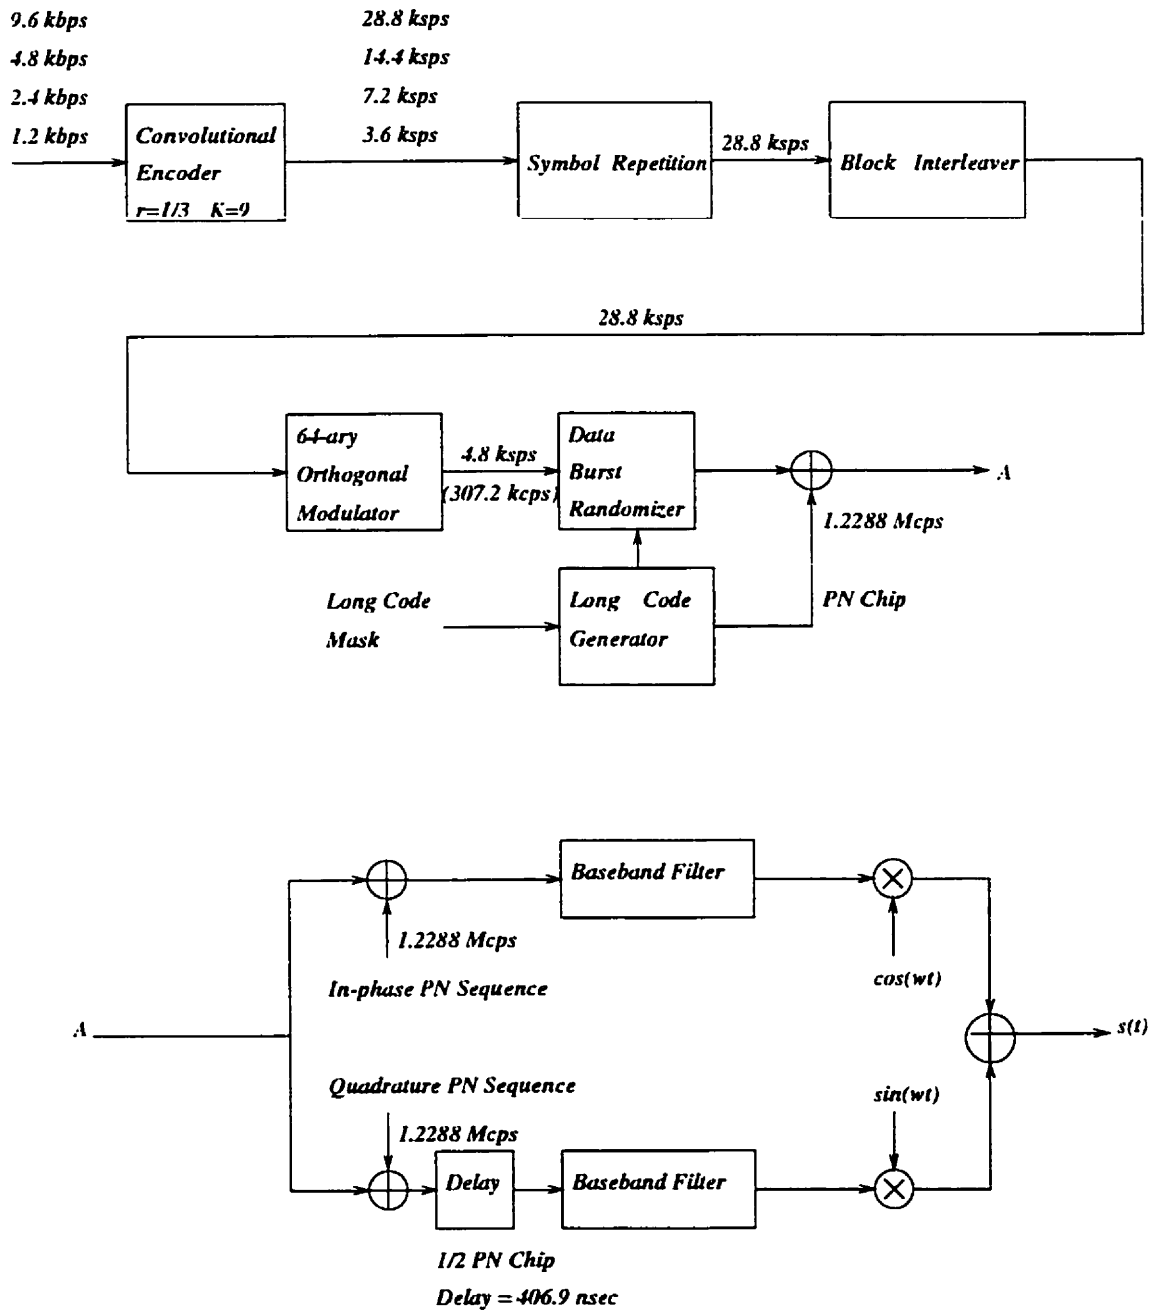 9.6 kbps
4.8 kbps
2.4 kbps
1.2 kbps
28.8 ksps
14.4 ksps
7.2 ksps
3.6 ksps
Convolutional
Encoder
r=1/3 K=9
Symbol Repetition
28.8 ksps
Block Interleaver
28.8 ksps
64-ary
Orthogonal
Modulator
4.8 ksps
(307.2 kcps)
Data
Burst
Randomizer
A
1.2288 Mcps
PN Chip
Long Code
Mask
Long Code
Generator
Baseband Filter
1.2288 Mcps
In-phase PN Sequence
cos(wt)
A
s(t)
Quadrature PN Sequence
1.2288 Mcps
sin(wt)
Delay
Baseband Filter
1/2 PN Chip
Delay = 406.9 nsec